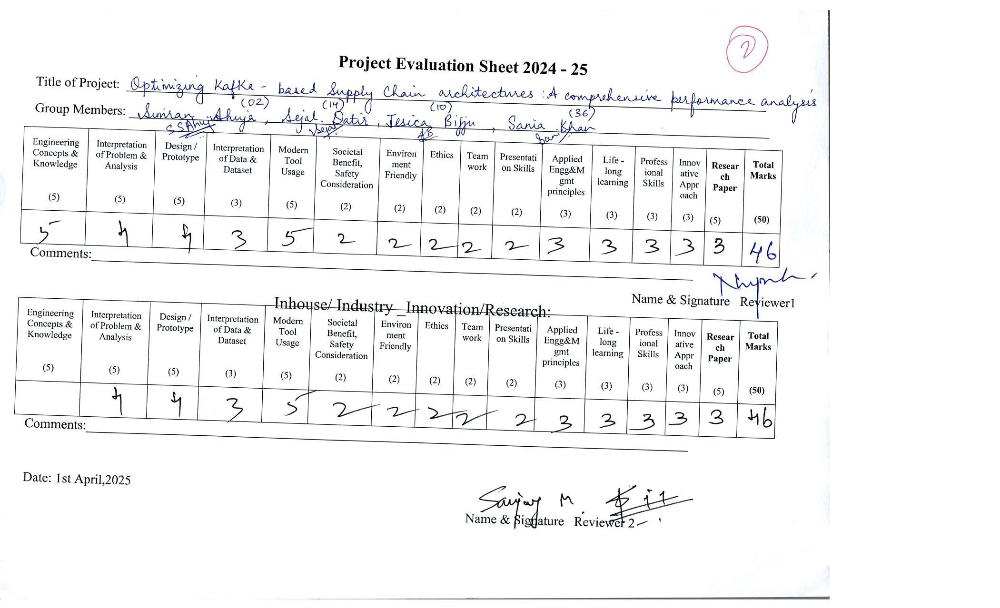 2
Project Evaluation Sheet 2024 - 25
Title of Project: Optimizing Kafka - based Supply Chain architectures : A comprehensive performance analysis
(02) (14) (10) (36)
Group Members: Simran Ahuja, Sejal Datir, Jesica Bijju, Sania Khan
SSAhuj Sejal JB Sania
Engineering Concepts & Knowledge (5)
Interpretation of Problem & Analysis (5)
Design / Prototype (5)
Interpretation of Data & Dataset (3)
Modern Tool Usage (5)
Societal Benefit, Safety Consideration (2)
Environ ment Friendly (2)
Ethics (2)
Team work (2)
Presentati on Skills (2)
Applied Engg&M gmt principles (3)
Life - long learning (3)
Profess ional Skills (3)
Innov ative Appr oach (3)
Resear ch Paper (5)
Total Marks (50)
5 4 4 3 5 2 2 2 2 2 3 3 3 3 3 46
Comments:
Name & Signature Reviewer1
Inhouse/ Industry _Innovation/Research:
Engineering Concepts & Knowledge (5)
Interpretation of Problem & Analysis (5)
Design / Prototype (5)
Interpretation of Data & Dataset (3)
Modern Tool Usage (5)
Societal Benefit, Safety Consideration (2)
Environ ment Friendly (2)
Ethics (2)
Team work (2)
Presentati on Skills (2)
Applied Engg&M gmt principles (3)
Life - long learning (3)
Profess ional Skills (3)
Innov ative Appr oach (3)
Resear ch Paper (5)
Total Marks (50)
4 4 3 5 2 2 2 2 2 3 3 3 3 3 46
Comments:
Date: 1st April,2025
Sanjay M.
Name & Signature Reviewer 2